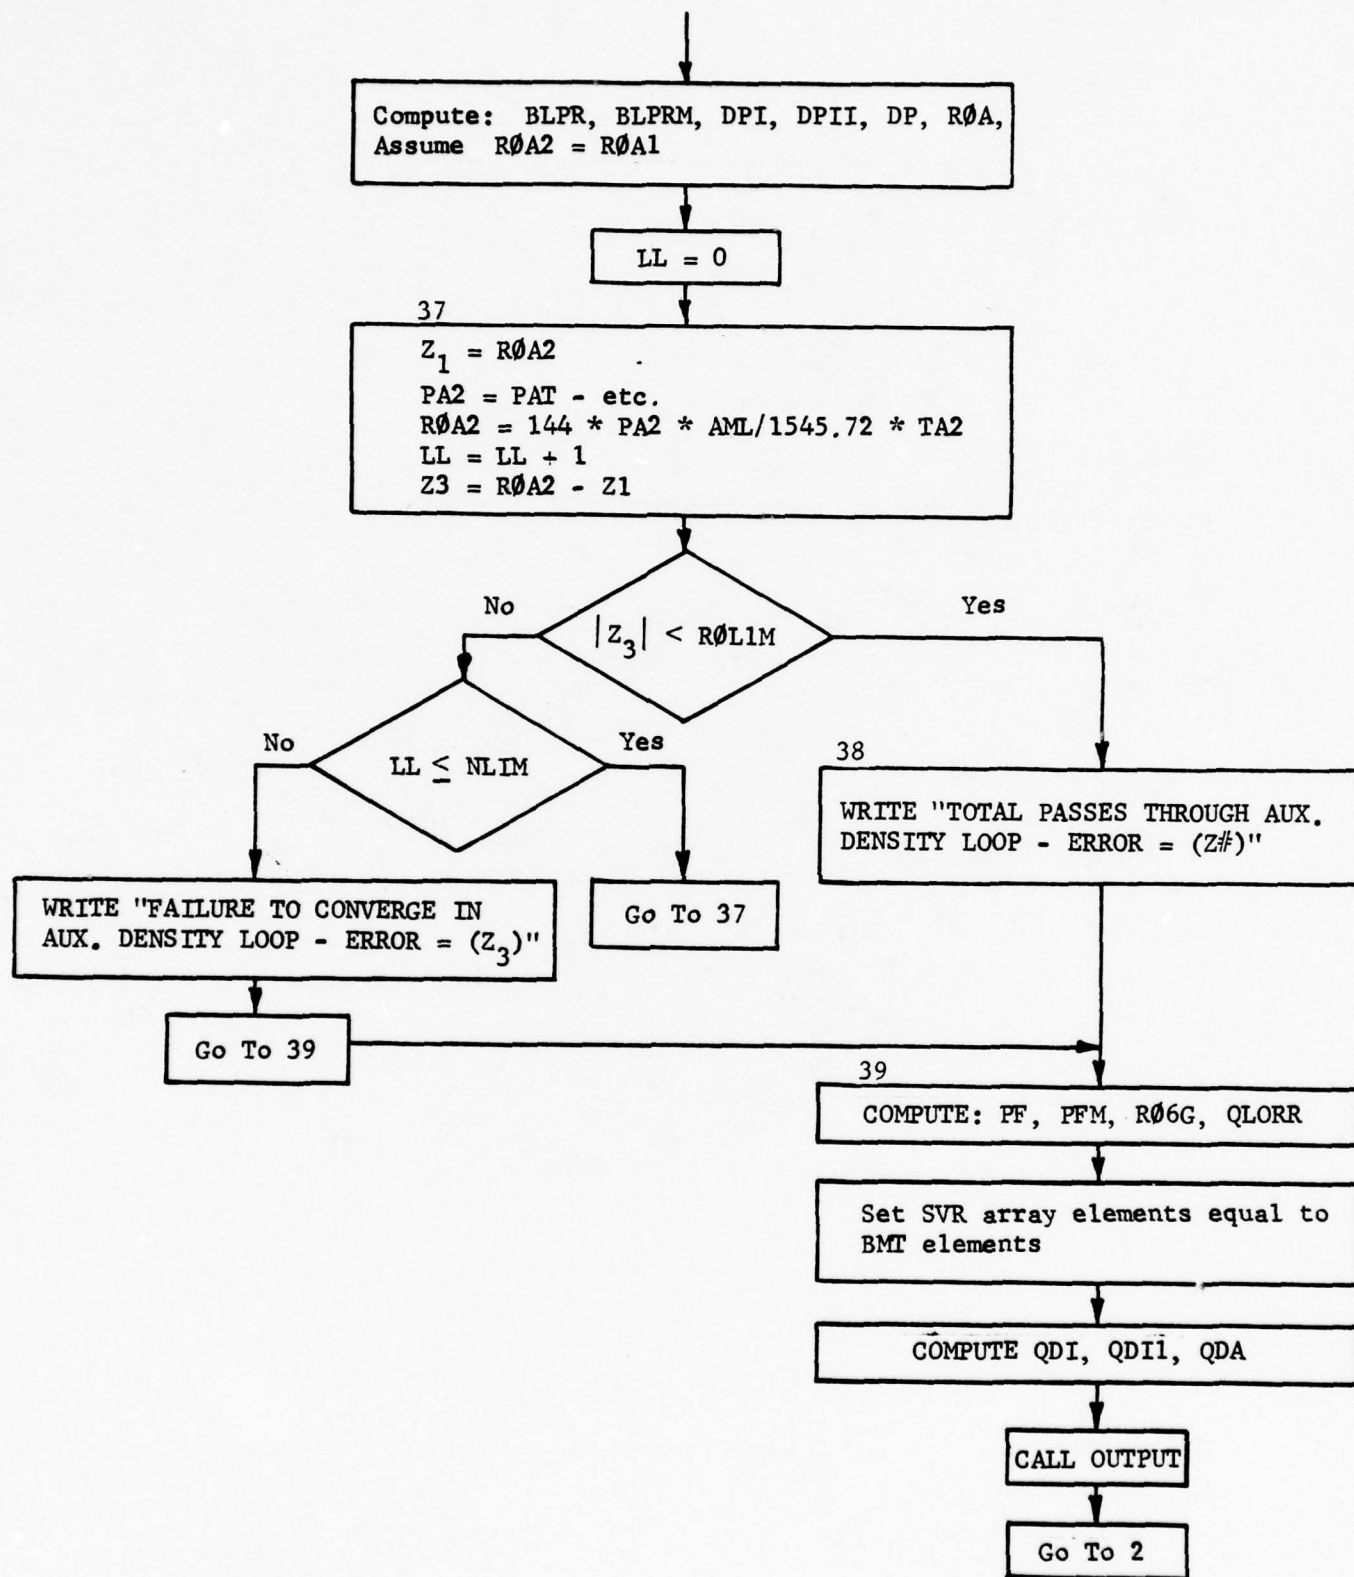 Compute: BLPR, BLPRM, DPI, DPII, DP, RØA,
Assume RØA2 = RØA1
LL = 0
37
Z1 = RØA2
PA2 = PAT - etc.
RØA2 = 144 * PA2 * AML/1545.72 * TA2
LL = LL + 1
Z3 = RØA2 - Z1
No
|Z3| < RØL1M
Yes
No
LL ≤ NLIM
Yes
38
WRITE "TOTAL PASSES THROUGH AUX.
DENSITY LOOP - ERROR = (Z#)"
WRITE "FAILURE TO CONVERGE IN
AUX. DENSITY LOOP - ERROR = (Z3)"
Go To 37
Go To 39
39
COMPUTE: PF, PFM, RØ6G, QLORR
Set SVR array elements equal to
BMT elements
COMPUTE QDI, QDI1, QDA
CALL OUTPUT
Go To 2